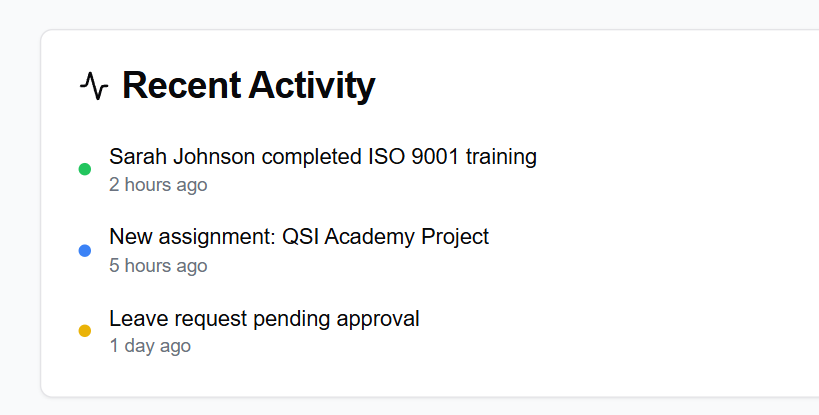 Recent Activity
Sarah Johnson completed ISO 9001 training
2 hours ago
New assignment: QSI Academy Project
5 hours ago
Leave request pending approval
1 day ago